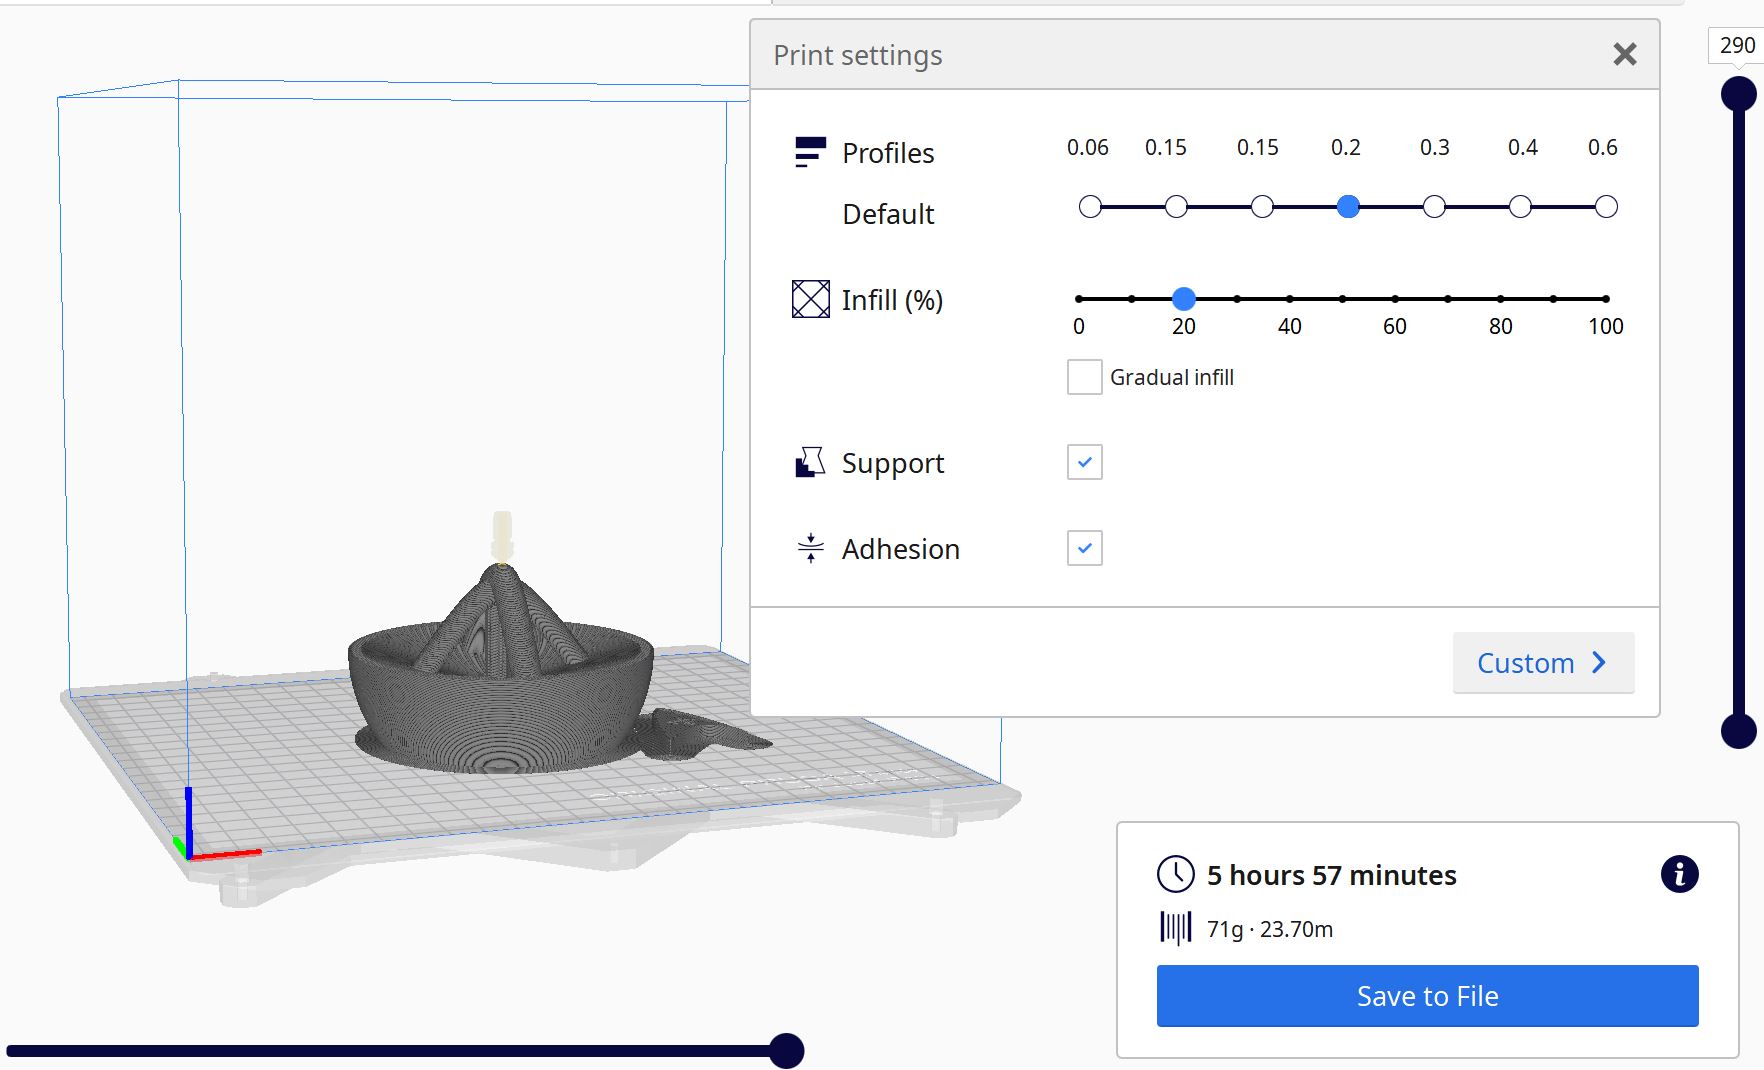 Print settings
290
Profiles
0.06 0.15 0.15 0.2 0.3 0.4 0.6
Default
Infill (%)
0 20 40 60 80 100
Gradual infill
Support
Adhesion
Custom
5 hours 57 minutes
i
71g · 23.70m
Save to File